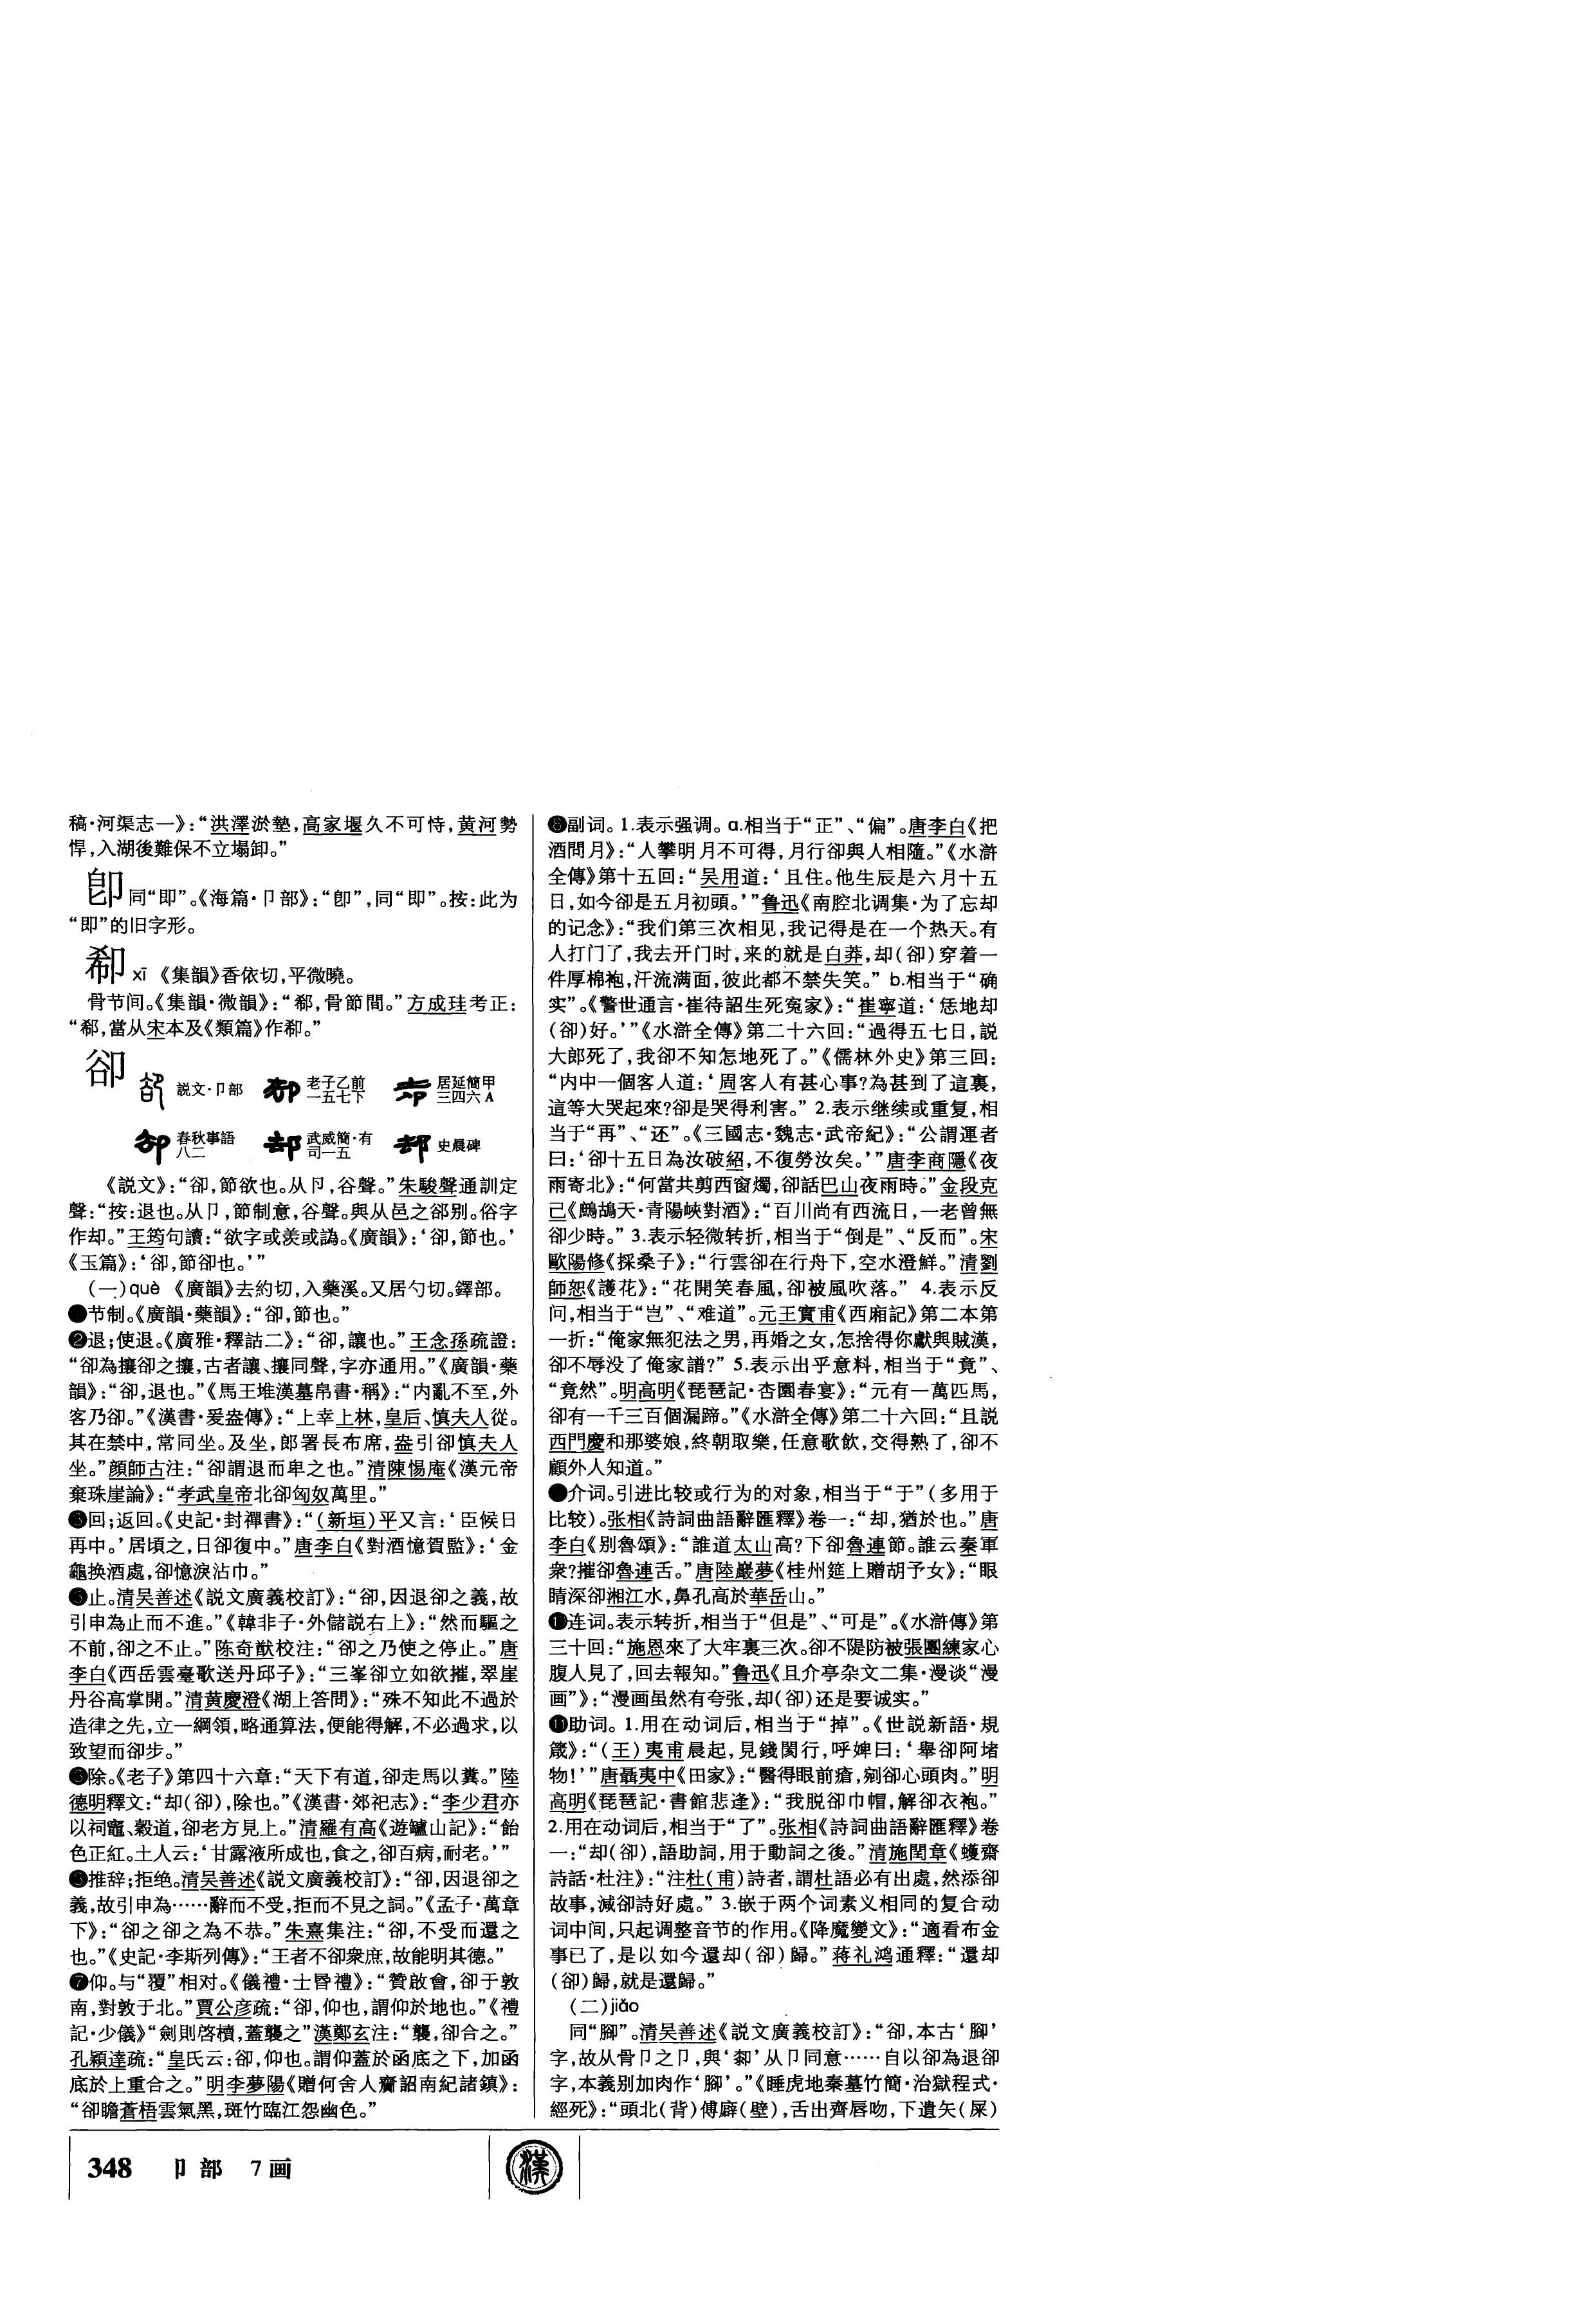 稿·河渠志一》：“洪澤淤墊，高家堰久不可恃，黄河勢
悍，入湖後難保不立塌卸。”
卽 同“即”。《海篇·卩部》：“卽”，同“即”。按：此为
“即”的旧字形。
郗 xī 《集韻》香依切，平微曉。
骨节间。《集韻·微韻》：“，骨節間。”方成珪考正：
“，當从宋本及《類篇》作。”
卻
説文·卩部 老子乙前一五七下 居延簡甲三四六A
春秋事語八二 武威簡·有司一五 史晨碑
《説文》：“卻，節欲也。从卪，谷聲。”朱駿聲通訓定
聲：“按：退也。从卩，節制意，谷聲。與从邑之郤别。俗字
作却。”王筠句讀：“欲字或羨或譌。《廣韻》：‘卻，節也。’
《玉篇》：‘卻，節卻也。’”
（一）què 《廣韻》去約切，入藥溪。又居勺切。鐸部。
❶节制。《廣韻·藥韻》：“卻，節也。”
❷退；使退。《廣雅·釋詁二》：“卻，讓也。”王念孫疏證：
“卻為攘卻之攘，古者讓、攘同聲，字亦通用。”《廣韻·藥
韻》：“卻，退也。”《馬王堆漢墓帛書·稱》：“内亂不至，外
客乃卻。”《漢書·爰盎傳》：“上幸上林，皇后、慎夫人從。
其在禁中，常同坐。及坐，郎署長布席，盎引卻慎夫人
坐。”顔師古注：“卻謂退而卑之也。”清陳惕庵《漢元帝
棄珠崖論》：“孝武皇帝北卻匈奴萬里。”
❸回；返回。《史記·封禪書》：“（新垣）平又言：‘臣候日
再中。’居頃之，日卻復中。”唐李白《對酒憶賀監》：‘金
龜换酒處，卻憶淚沾巾。”
❹止。清吴善述《説文廣義校訂》：“卻，因退卻之義，故
引申為止而不進。”《韓非子·外儲説右上》：“然而驅之
不前，卻之不止。”陈奇猷校注：“卻之乃使之停止。”唐
李白《西岳雲臺歌送丹邱子》：“三峯卻立如欲摧，翠崖
丹谷高掌開。”清黄慶澄《湖上答問》：“殊不知此不過於
造律之先，立一綱領，略通算法，便能得解，不必過求，以
致望而卻步。”
❺除。《老子》第四十六章：“天下有道，卻走馬以糞。”陸
德明釋文：“却（卻），除也。”《漢書·郊祀志》：“李少君亦
以祠竈、穀道，卻老方見上。”清羅有高《遊鑪山記》：“飴
色正紅。土人云：‘甘露液所成也，食之，卻百病，耐老。’”
❻推辞；拒绝。清吴善述《説文廣義校訂》：“卻，因退卻之
義，故引申為……辭而不受，拒而不見之詞。”《孟子·萬章
下》：“卻之卻之為不恭。”朱熹集注：“卻，不受而還之
也。”《史記·李斯列傳》：“王者不卻衆庶，故能明其德。”
❼仰。与“覆”相对。《儀禮·士昏禮》：“贊啟會，卻于敦
南，對敦于北。”賈公彦疏：“卻，仰也，謂仰於地也。”《禮
記·少儀》“劍則啓櫝，蓋襲之”漢鄭玄注：“襲，卻合之。”
孔穎達疏：“皇氏云：卻，仰也。謂仰蓋於函底之下，加函
底於上重合之。”明李夢陽《贈何舍人齎詔南紀諸鎮》：
“卻瞻蒼梧雲氣黑，斑竹臨江怨幽色。”
❽副词。1.表示强调。a.相当于“正”、“偏”。唐李白《把
酒問月》：“人攀明月不可得，月行卻與人相隨。”《水滸
全傳》第十五回：“吴用道：‘且住。他生辰是六月十五
日，如今卻是五月初頭。’”鲁迅《南腔北调集·为了忘却
的记念》：“我们第三次相见，我记得是在一个热天。有
人打门了，我去开门时，来的就是白莽，却（卻）穿着一
件厚棉袍，汗流满面，彼此都不禁失笑。” b.相当于“确
实”。《警世通言·崔待詔生死寃家》：“崔寧道：‘恁地却
（卻）好。’”《水滸全傳》第二十六回：“過得五七日，説
大郎死了，我卻不知怎地死了。”《儒林外史》第三回：
“内中一個客人道：‘周客人有甚心事？為甚到了這裏，
這等大哭起來？卻是哭得利害。” 2.表示继续或重复，相
当于“再”、“还”。《三國志·魏志·武帝紀》：“公謂運者
曰：‘卻十五日為汝破紹，不復勞汝矣。’”唐李商隱《夜
雨寄北》：“何當共剪西窗燭，卻話巴山夜雨時。”金段克
己《鷓鴣天·青陽峽對酒》：“百川尚有西流日，一老曾無
卻少時。” 3.表示轻微转折，相当于“倒是”、“反而”。宋
歐陽修《採桑子》：“行雲卻在行舟下，空水澄鮮。”清劉
師恕《護花》：“花開笑春風，卻被風吹落。” 4.表示反
问，相当于“岂”、“难道”。元王實甫《西廂記》第二本第
一折：“俺家無犯法之男，再婚之女，怎捨得你獻與賊漢，
卻不辱没了俺家譜？” 5.表示出乎意料，相当于“竟”、
“竟然”。明高明《琵琶記·杏園春宴》：“元有一萬匹馬，
卻有一千三百個漏蹄。”《水滸全傳》第二十六回：“且説
西門慶和那婆娘，終朝取樂，任意歌飲，交得熟了，卻不
顧外人知道。”
❾介词。引进比较或行为的对象，相当于“于”（多用于
比较）。张相《詩詞曲語辭匯釋》卷一：“却，猶於也。”唐
李白《别魯頌》：“誰道太山高？下卻魯連節。誰云秦軍
衆？摧卻魯連舌。”唐陸巖夢《桂州筵上贈胡予女》：“眼
睛深卻湘江水，鼻孔高於華岳山。”
❿连词。表示转折，相当于“但是”、“可是”。《水滸傳》第
三十回：“施恩來了大牢裏三次。卻不隄防被張團練家心
腹人見了，回去報知。”鲁迅《且介亭杂文二集·漫谈“漫
画”》：“漫画虽然有夸张，却（卻）还是要诚实。”
⓫助词。1.用在动词后，相当于“掉”。《世説新語·規
箴》：“（王）夷甫晨起，見錢閡行，呼婢曰：‘舉卻阿堵
物！’”唐聶夷中《田家》：“醫得眼前瘡，剜卻心頭肉。”明
高明《琵琶記·書館悲逢》：“我脱卻巾帽，解卻衣袍。”
2.用在动词后，相当于“了”。张相《詩詞曲語辭匯釋》卷
一：“却（卻），語助詞，用于動詞之後。”清施閏章《蠖齋
詩話·杜注》：“注杜（甫）詩者，謂杜語必有出處，然添卻
故事，減卻詩好處。” 3.嵌于两个词素义相同的复合动
词中间，只起调整音节的作用。《降魔變文》：“適看布金
事已了，是以如今還却（卻）歸。”蒋礼鸿通釋：“還却
（卻）歸，就是還歸。”
（二）jiǎo
同“腳”。清吴善述《説文廣義校訂》：“卻，本古‘腳’
字，故从骨卩之卩，與‘厀’从卩同意……自以卻為退卻
字，本義别加肉作‘腳’。”《睡虎地秦墓竹簡·治獄程式·
經死》：“頭北（背）傅廦（壁），舌出齊唇吻，下遺矢（屎）
348 卩部 7画
漢